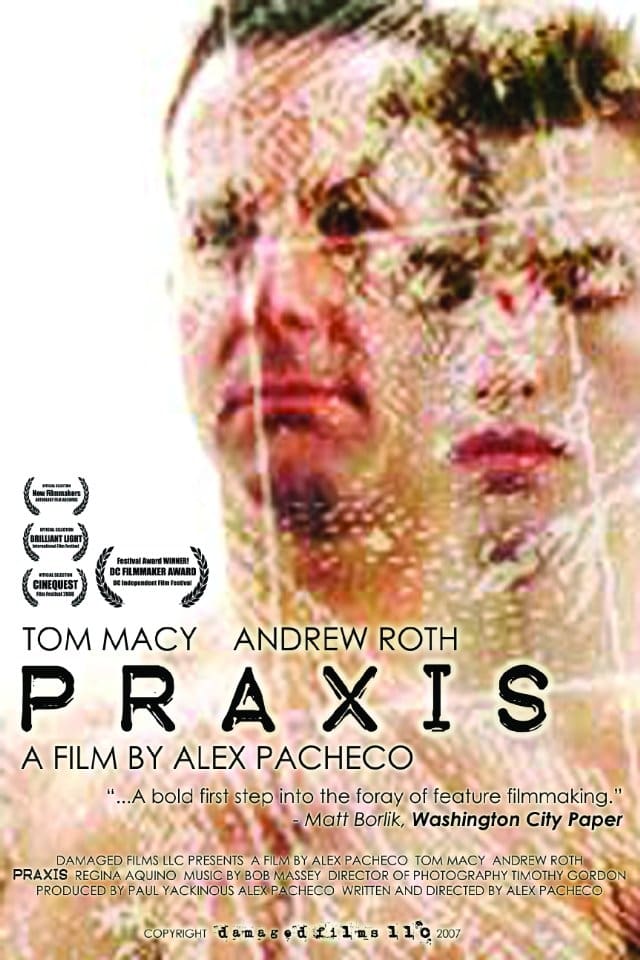 OFFICIAL SELECTION
New Filmmakers
ANTHOLOGY FILM ARCHIVES
OFFICIAL SELECTION
BRILLIANT LIGHT
International Film Festival
OFFICIAL SELECTION
CINEQUEST
Film Festival 2008
Festival Award WINNER!
DC FILMMAKER AWARD
DC Independent Film Festival
TOM MACY ANDREW ROTH
PRAXIS
A FILM BY ALEX PACHECO
“...A bold first step into the foray of feature filmmaking.”
- Matt Borlik, Washington City Paper
DAMAGED FILMS LLC PRESENTS A FILM BY ALEX PACHECO TOM MACY ANDREW ROTH
PRAXIS REGINA AQUINO MUSIC BY BOB MASSEY DIRECTOR OF PHOTOGRAPHY TIMOTHY GORDON
PRODUCED BY PAUL YACKINOUS ALEX PACHECO WRITTEN AND DIRECTED BY ALEX PACHECO
COPYRIGHT damaged films llc 2007